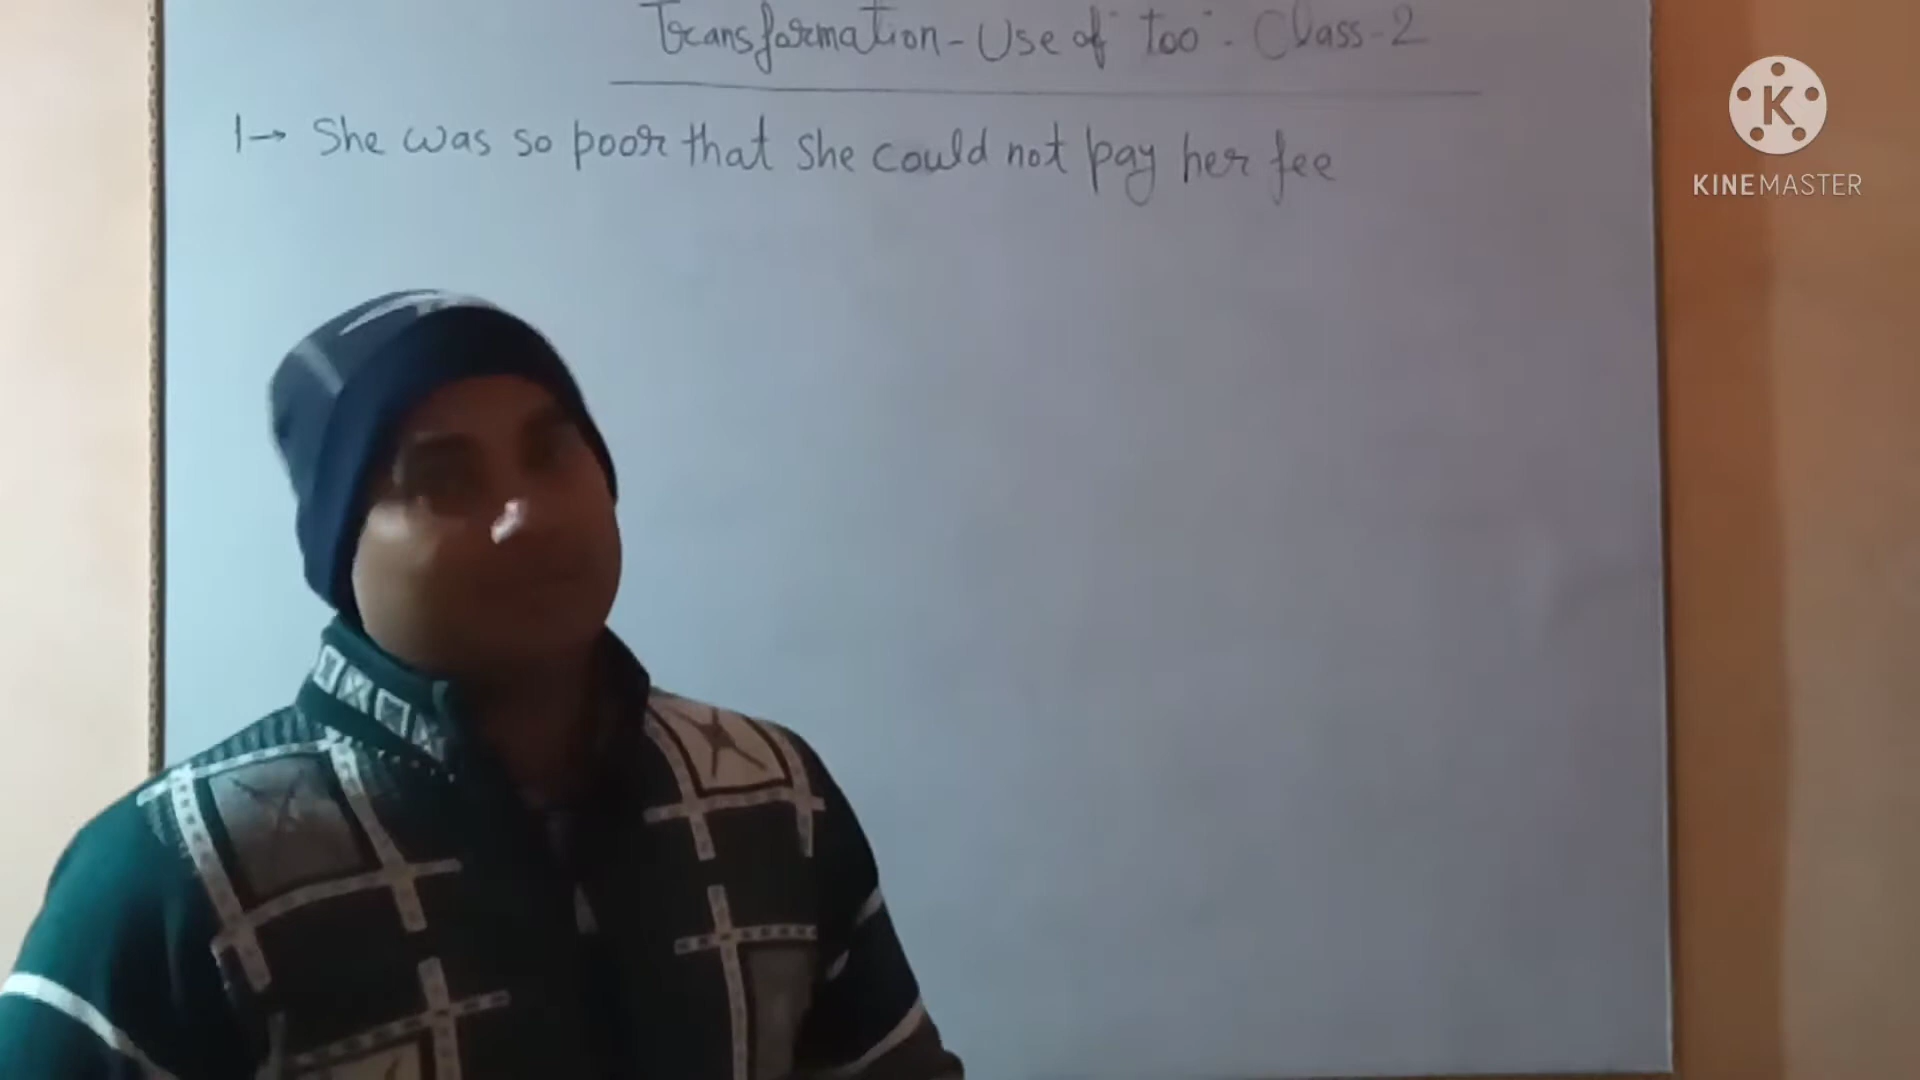 Transformation - Use of "too" - Class-2
1→ She was so poor that she could not pay her fee
K
KINEMASTER